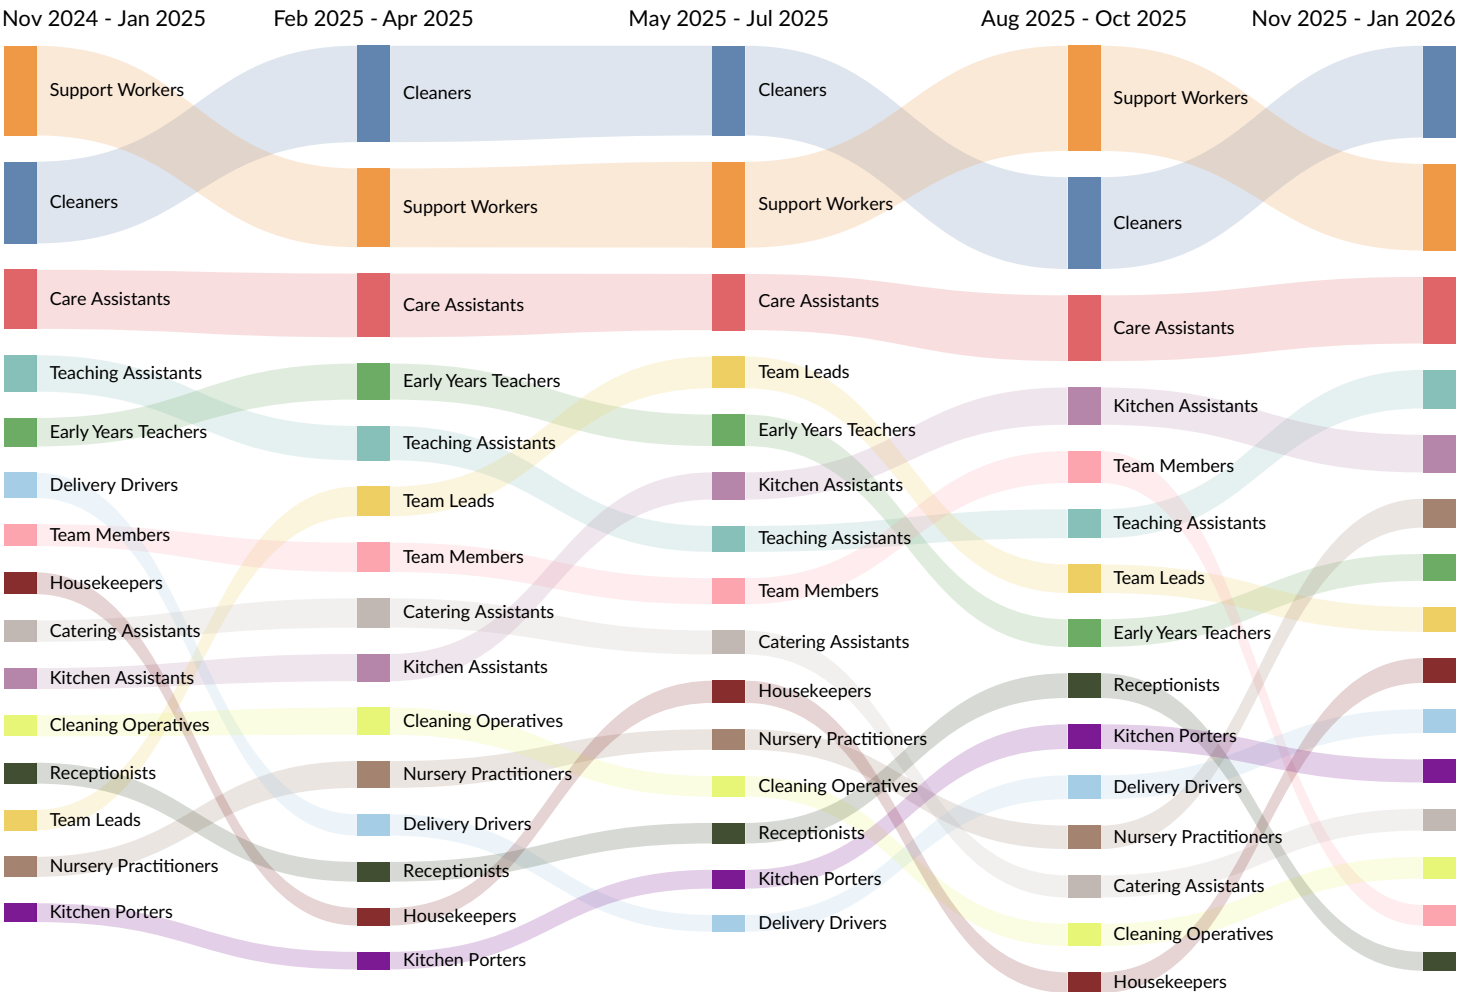 Nov 2024 - Jan 2025
Feb 2025 - Apr 2025
May 2025 - Jul 2025
Aug 2025 - Oct 2025
Nov 2025 - Jan 2026
Support Workers
Cleaners
Care Assistants
Teaching Assistants
Early Years Teachers
Delivery Drivers
Team Members
Housekeepers
Catering Assistants
Kitchen Assistants
Cleaning Operatives
Receptionists
Team Leads
Nursery Practitioners
Kitchen Porters
Cleaners
Support Workers
Care Assistants
Early Years Teachers
Teaching Assistants
Team Leads
Team Members
Catering Assistants
Kitchen Assistants
Cleaning Operatives
Nursery Practitioners
Delivery Drivers
Receptionists
Housekeepers
Kitchen Porters
Cleaners
Support Workers
Care Assistants
Team Leads
Early Years Teachers
Kitchen Assistants
Teaching Assistants
Team Members
Catering Assistants
Housekeepers
Nursery Practitioners
Cleaning Operatives
Receptionists
Kitchen Porters
Delivery Drivers
Support Workers
Cleaners
Care Assistants
Kitchen Assistants
Team Members
Teaching Assistants
Team Leads
Early Years Teachers
Receptionists
Kitchen Porters
Delivery Drivers
Nursery Practitioners
Catering Assistants
Cleaning Operatives
Housekeepers